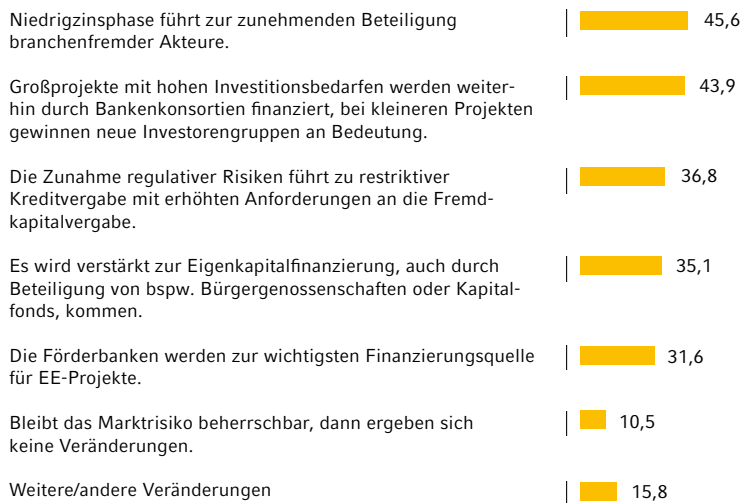 Niedrigzinsphase führt zur zunehmenden Beteiligung
branchenfremder Akteure.
45,6
Großprojekte mit hohen Investitionsbedarfen werden weiter-
hin durch Bankenkonsortien finanziert, bei kleineren Projekten
gewinnen neue Investorengruppen an Bedeutung.
43,9
Die Zunahme regulativer Risiken führt zu restriktiver
Kreditvergabe mit erhöhten Anforderungen an die Fremd-
kapitalvergabe.
36,8
Es wird verstärkt zur Eigenkapitalfinanzierung, auch durch
Beteiligung von bspw. Bürgergenossenschaften oder Kapital-
fonds, kommen.
35,1
Die Förderbanken werden zur wichtigsten Finanzierungsquelle
für EE-Projekte.
31,6
Bleibt das Marktrisiko beherrschbar, dann ergeben sich
keine Veränderungen.
10,5
Weitere/andere Veränderungen
15,8